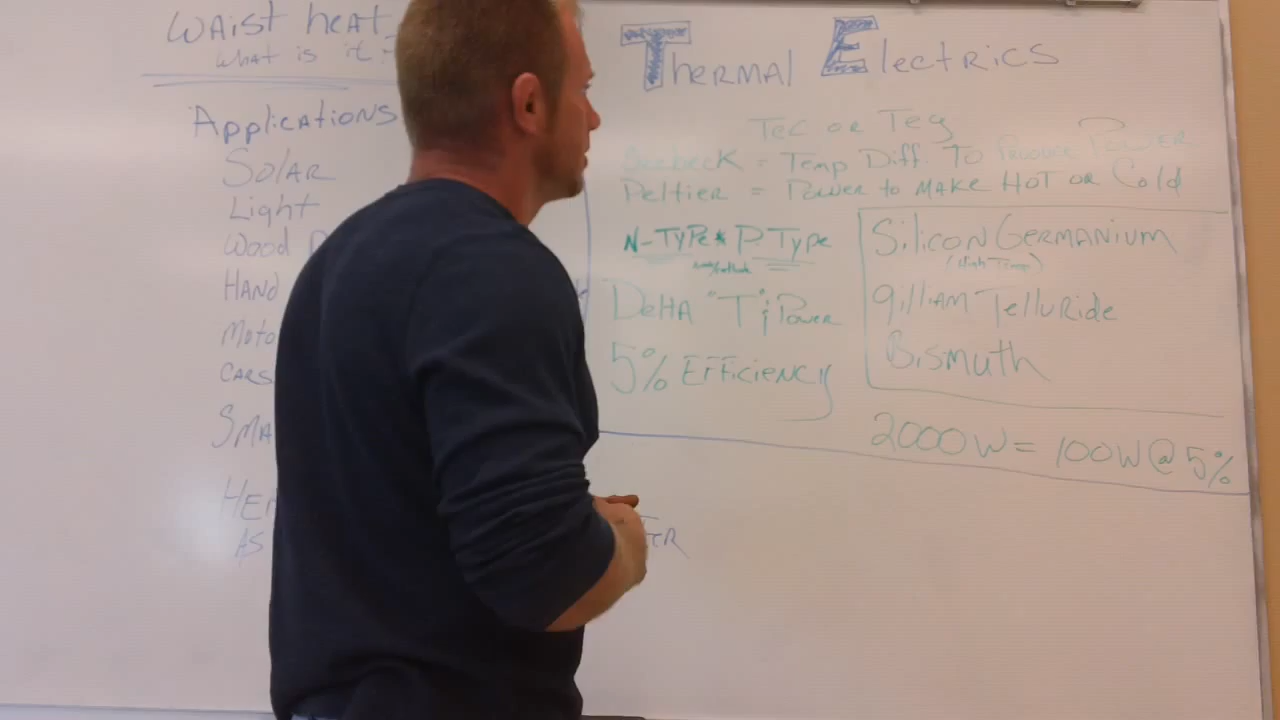 Waist heat
What is it?
Applications
Solar
Light
Wood
Hand
Moto
Cars
Sma
As
Thermal Electrics
TEC or Teg
Seebeck = Temp Diff. To Produce Power
Peltier = Power to make Hot or Cold
N-Type * P Type
Delta "T" & Power
5% Efficiency
Silicon Germanium
(High Temp)
Telluride
Bismuth
2000W = 100W @ 5%